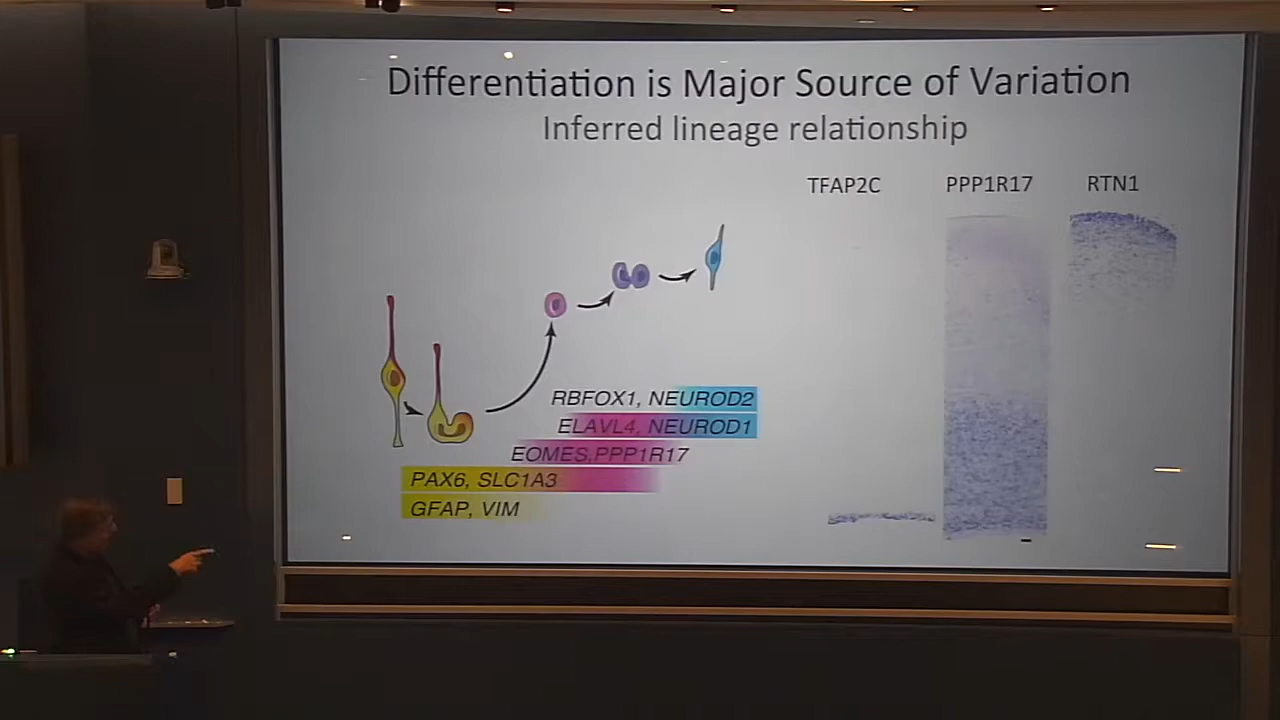 Differentiation is Major Source of Variation
Inferred lineage relationship
TFAP2C PPP1R17 RTN1
RBFOX1, NEUROD2
ELAVL4, NEUROD1
EOMES,PPP1R17
PAX6, SLC1A3
GFAP, VIM